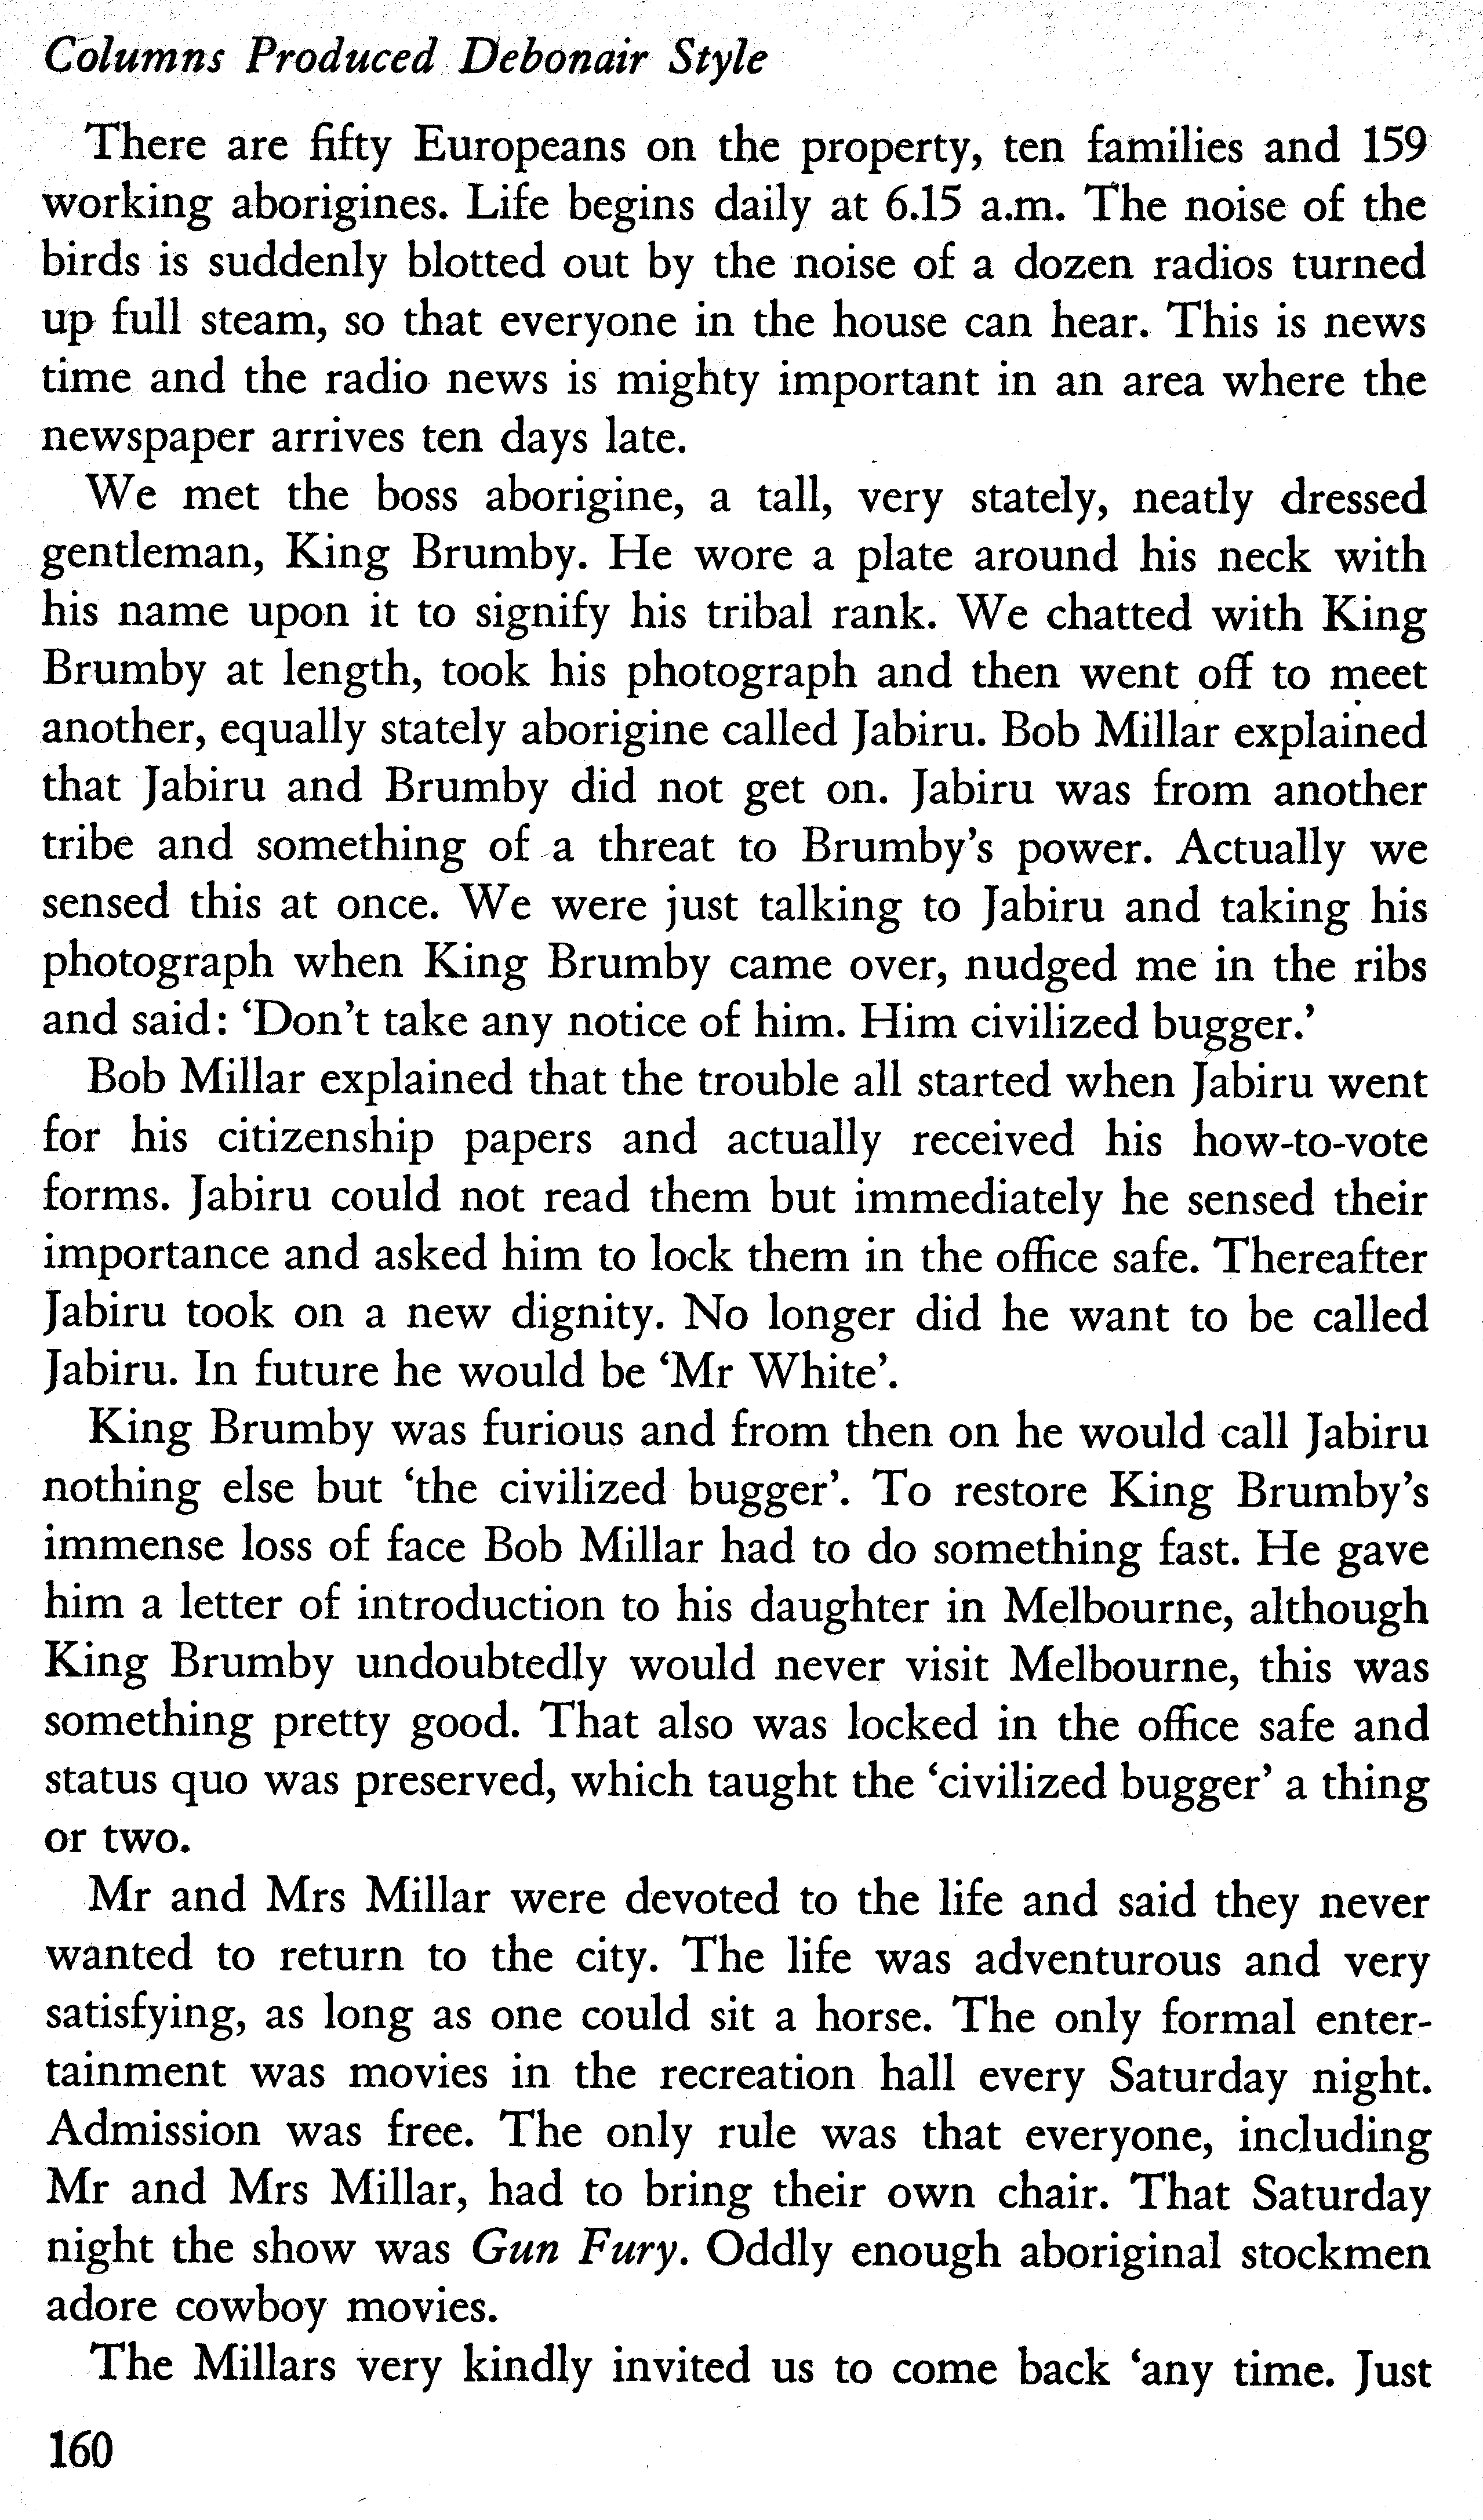 Columns Produced Debonair Style
There are fifty Europeans on the property, ten families and 159
working aborigines. Life begins daily at 6.15 a.m. The noise of the
birds is suddenly blotted out by the noise of a dozen radios turned
up full steam, so that everyone in the house can hear. This is news
time and the radio news is mighty important in an area where the
newspaper arrives ten days late.
We met the boss aborigine, a tall, very stately, neatly dressed
gentleman, King Brumby. He wore a plate around his neck with
his name upon it to signify his tribal rank. We chatted with King
Brumby at length, took his photograph and then went off to meet
another, equally stately aborigine called Jabiru. Bob Millar explained
that Jabiru and Brumby did not get on. Jabiru was from another
tribe and something of a threat to Brumby's power. Actually we
sensed this at once. We were just talking to Jabiru and taking his
photograph when King Brumby came over, nudged me in the ribs
and said: ‘Don't take any notice of him. Him civilized bugger.’
Bob Millar explained that the trouble all started when Jabiru went
for his citizenship papers and actually received his how-to-vote
forms. Jabiru could not read them but immediately he sensed their
importance and asked him to lock them in the office safe. Thereafter
Jabiru took on a new dignity. No longer did he want to be called
Jabiru. In future he would be ‘Mr White’.
King Brumby was furious and from then on he would call Jabiru
nothing else but ‘the civilized bugger’. To restore King Brumby's
immense loss of face Bob Millar had to do something fast. He gave
him a letter of introduction to his daughter in Melbourne, although
King Brumby undoubtedly would never visit Melbourne, this was
something pretty good. That also was locked in the office safe and
status quo was preserved, which taught the ‘civilized bugger’ a thing
or two.
Mr and Mrs Millar were devoted to the life and said they never
wanted to return to the city. The life was adventurous and very
satisfying, as long as one could sit a horse. The only formal enter-
tainment was movies in the recreation hall every Saturday night.
Admission was free. The only rule was that everyone, including
Mr and Mrs Millar, had to bring their own chair. That Saturday
night the show was Gun Fury. Oddly enough aboriginal stockmen
adore cowboy movies.
The Millars very kindly invited us to come back ‘any time. Just
160